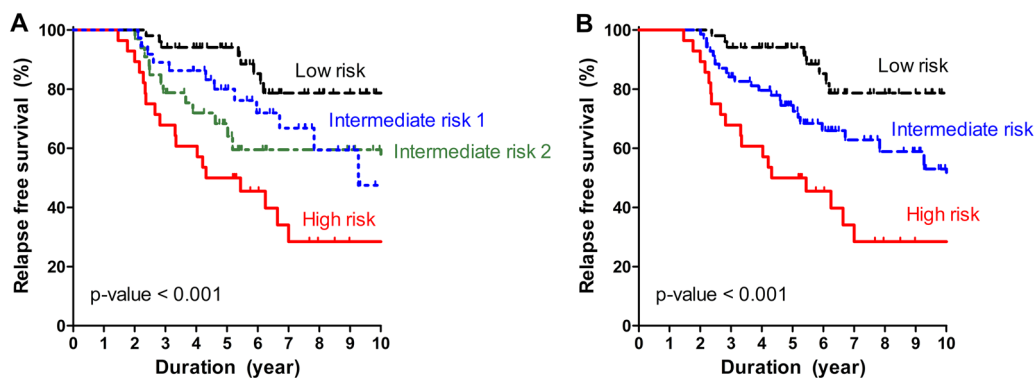 A
Relapse free survival (%)
100
80
60
40
20
0
Low risk
Intermediate risk 1
Intermediate risk 2
High risk
p-value < 0.001
0 1 2 3 4 5 6 7 8 9 10
Duration (year)
B
Relapse free survival (%)
100
80
60
40
20
0
Low risk
Intermediate risk
High risk
p-value < 0.001
0 1 2 3 4 5 6 7 8 9 10
Duration (year)